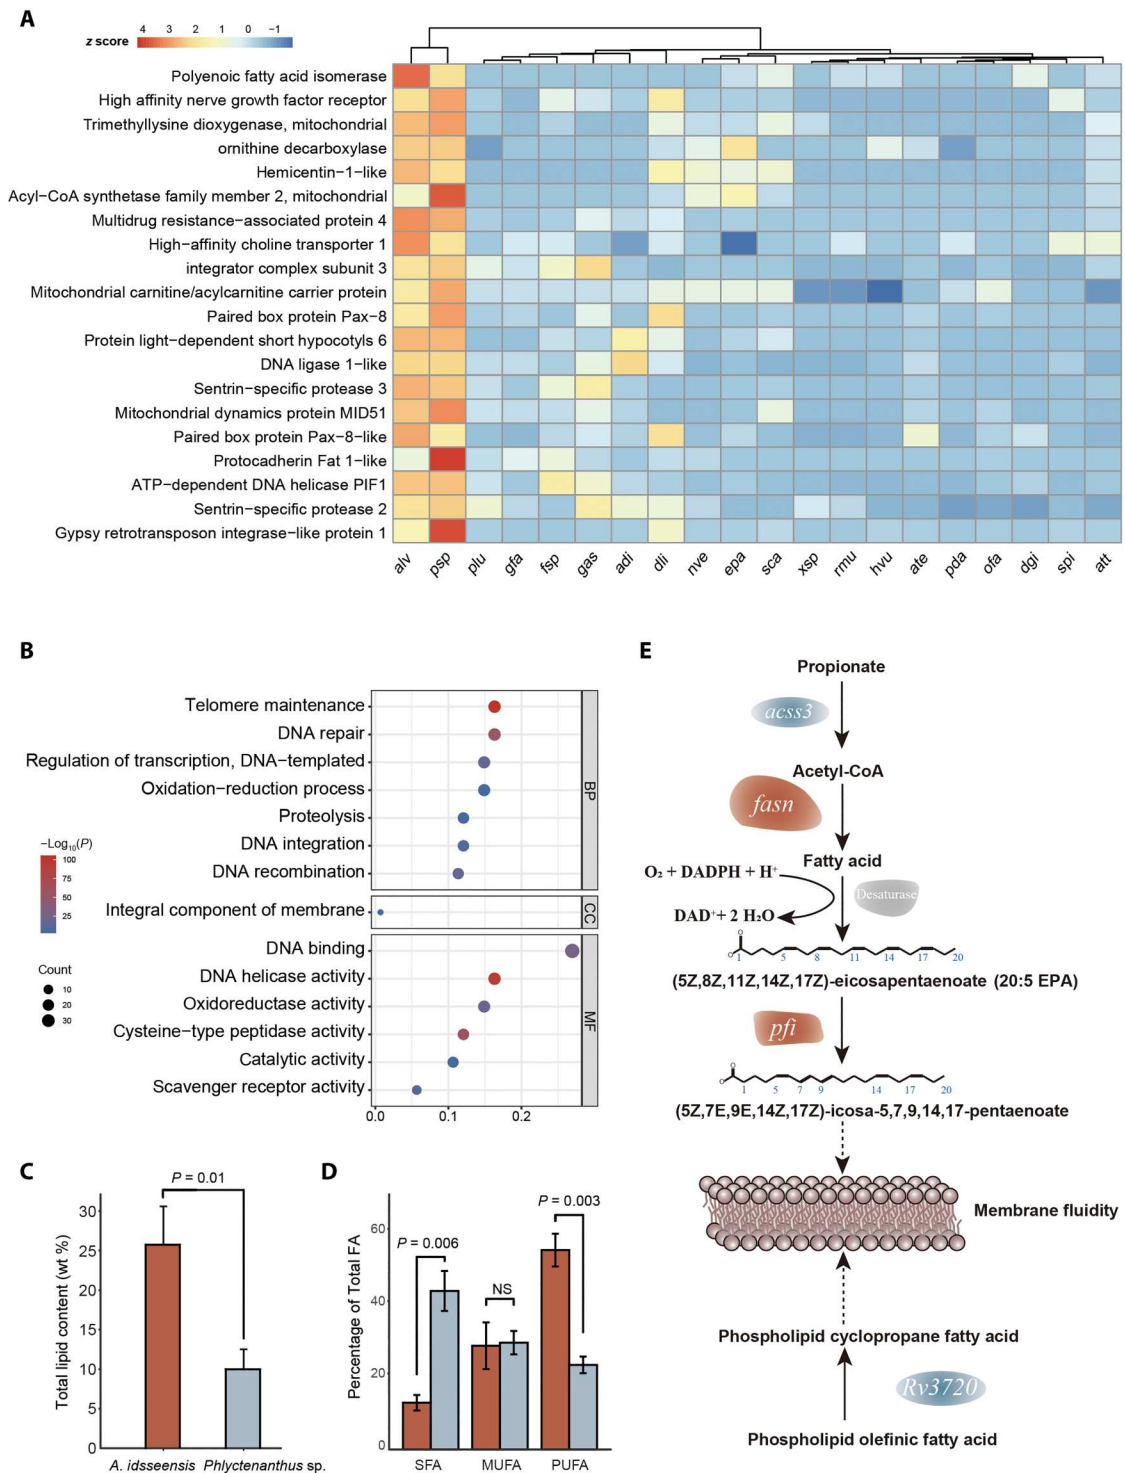 A
z score
4 3 2 1 0 −1
Polyenoic fatty acid isomerase
High affinity nerve growth factor receptor
Trimethyllysine dioxygenase, mitochondrial
ornithine decarboxylase
Hemicentin−1−like
Acyl−CoA synthetase family member 2, mitochondrial
Multidrug resistance−associated protein 4
High−affinity choline transporter 1
integrator complex subunit 3
Mitochondrial carnitine/acylcarnitine carrier protein
Paired box protein Pax−8
Protein light−dependent short hypocotyls 6
DNA ligase 1−like
Sentrin−specific protease 3
Mitochondrial dynamics protein MID51
Paired box protein Pax−8−like
Protocadherin Fat 1−like
ATP−dependent DNA helicase PIF1
Sentrin−specific protease 2
Gypsy retrotransposon integrase−like protein 1
alv psp plu gfa fsp gas adi dli nve epa sca xsp rmu hvu ate pda ofa dgi spi att
B
Telomere maintenance
DNA repair
Regulation of transcription, DNA−templated
Oxidation−reduction process
Proteolysis
DNA integration
DNA recombination
BP
Integral component of membrane
CC
DNA binding
DNA helicase activity
Oxidoreductase activity
Cysteine−type peptidase activity
Catalytic activity
Scavenger receptor activity
MF
0.0 0.1 0.2
−Log10(P)
100
75
50
25
Count
10
20
30
C
P = 0.01
Total lipid content (wt %)
30
25
20
15
10
5
0
A. idsseensis Phlyctenanthus sp.
D
P = 0.006
NS
P = 0.003
Percentage of Total FA
60
40
20
0
SFA MUFA PUFA
E
Propionate
acss3
Acetyl-CoA
fasn
Fatty acid
O₂ + DADPH + H⁺
Desaturase
DAD⁺+ 2 H₂O
O
O
1 5 8 11 14 17 20
(5Z,8Z,11Z,14Z,17Z)-eicosapentaenoate (20:5 EPA)
pfi
O
O
1 5 7 9 14 17 20
(5Z,7E,9E,14Z,17Z)-icosa-5,7,9,14,17-pentaenoate
Membrane fluidity
Phospholipid cyclopropane fatty acid
Rv3720
Phospholipid olefinic fatty acid